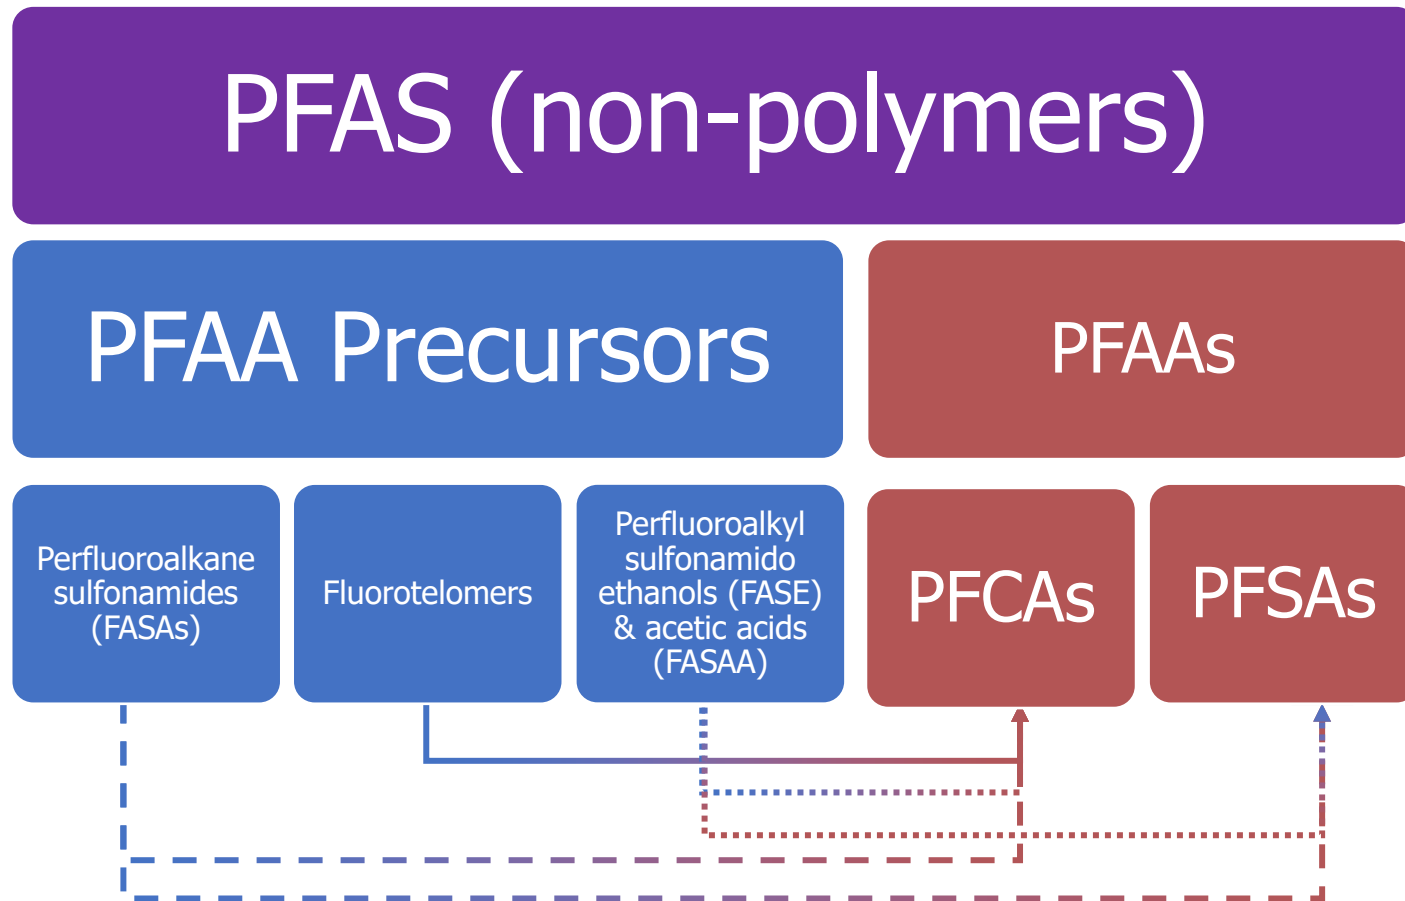 PFAS (non-polymers)
PFAA Precursors
PFAAs
Perfluoroalkane
sulfonamides
(FASAs)
Fluorotelomers
Perfluoroalkyl
sulfonamido
ethanols (FASE)
& acetic acids
(FASAA)
PFCAs
PFSAs